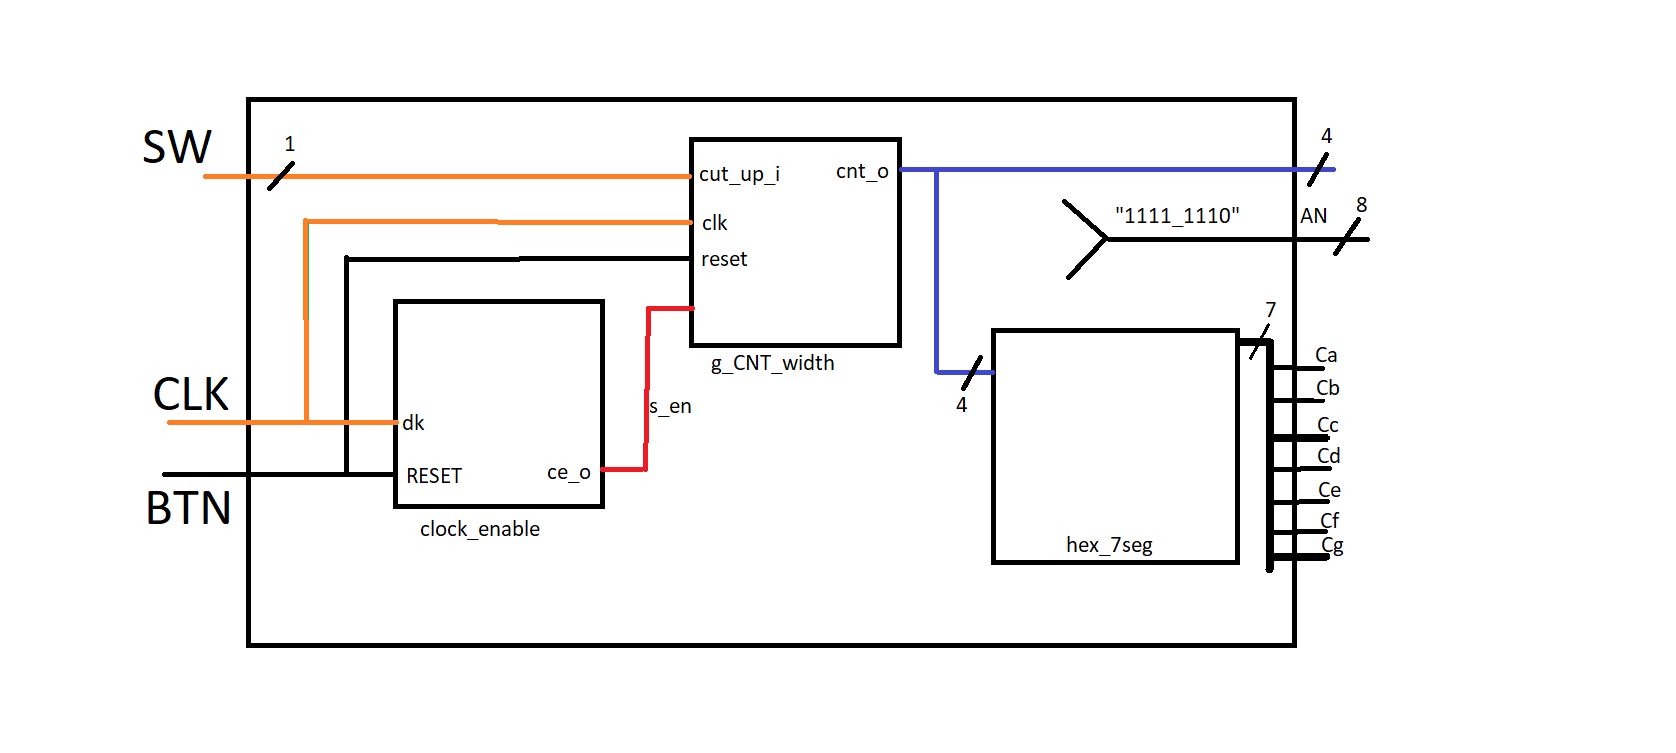 SW
1
cut_up_i
cnt_o
4
clk
"1111_1110"
AN
8
reset
7
g_CNT_width
Ca
Cb
CLK
dk
s_en
4
Cc
Cd
BTN
RESET
ce_o
Ce
clock_enable
hex_7seg
Cf
Cg